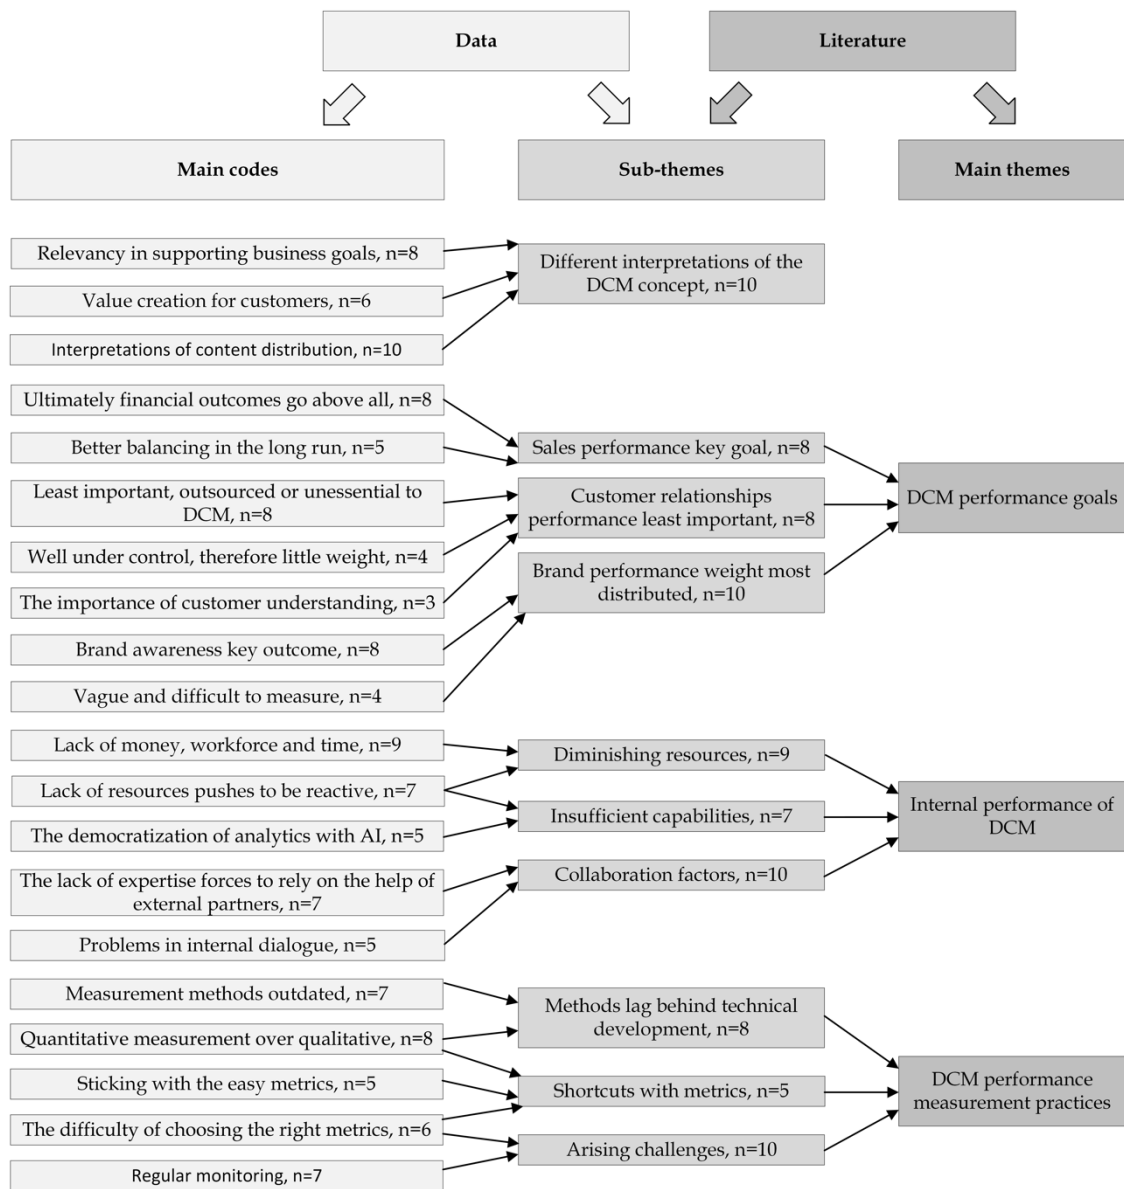 Data
Literature
Main codes
Sub-themes
Main themes
Relevancy in supporting business goals, n=8
Value creation for customers, n=6
Interpretations of content distribution, n=10
Different interpretations of the
DCM concept, n=10
Ultimately financial outcomes go above all, n=8
Better balancing in the long run, n=5
Least important, outsourced or unessential to
DCM, n=8
Well under control, therefore little weight, n=4
The importance of customer understanding, n=3
Brand awareness key outcome, n=8
Vague and difficult to measure, n=4
Sales performance key goal, n=8
Customer relationships
performance least important, n=8
Brand performance weight most
distributed, n=10
DCM performance goals
Lack of money, workforce and time, n=9
Lack of resources pushes to be reactive, n=7
The democratization of analytics with AI, n=5
The lack of expertise forces to rely on the help of
external partners, n=7
Problems in internal dialogue, n=5
Diminishing resources, n=9
Insufficient capabilities, n=7
Collaboration factors, n=10
Internal performance of
DCM
Measurement methods outdated, n=7
Quantitative measurement over qualitative, n=8
Sticking with the easy metrics, n=5
The difficulty of choosing the right metrics, n=6
Regular monitoring, n=7
Methods lag behind technical
development, n=8
Shortcuts with metrics, n=5
Arising challenges, n=10
DCM performance
measurement practices